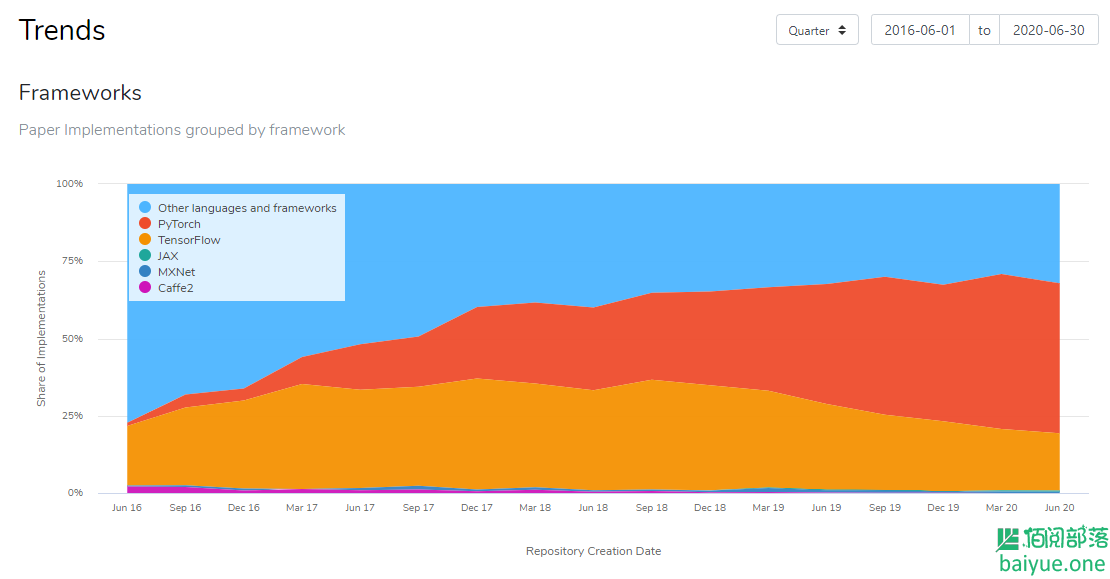 Trends
Quarter
2016-06-01 to 2020-06-30
Frameworks
Paper Implementations grouped by framework
100%
75%
50%
25%
0%
Share of Implementations
Other languages and frameworks
PyTorch
TensorFlow
JAX
MXNet
Caffe2
Jun 16 Sep 16 Dec 16 Mar 17 Jun 17 Sep 17 Dec 17 Mar 18 Jun 18 Sep 18 Dec 18 Mar 19 Jun 19 Sep 19 Dec 19 Mar 20 Jun 20
Repository Creation Date
佰阅部落
baiyue.one